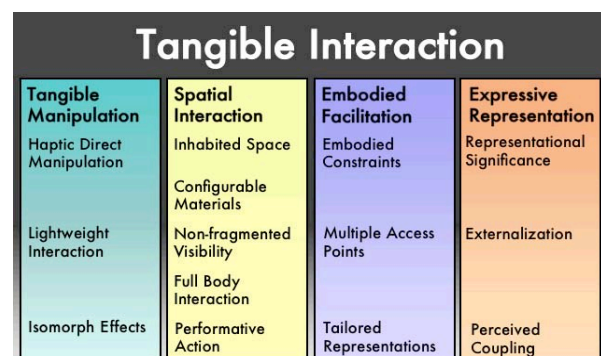 Tangible Interaction
Tangible
Manipulation
Haptic Direct
Manipulation
Lightweight
Interaction
Isomorph Effects
Spatial
Interaction
Inhabited Space
Configurable
Materials
Non-fragmented
Visibility
Full Body
Interaction
Performative
Action
Embodied
Facilitation
Embodied
Constraints
Multiple Access
Points
Tailored
Representations
Expressive
Representation
Representational
Significance
Externalization
Perceived
Coupling